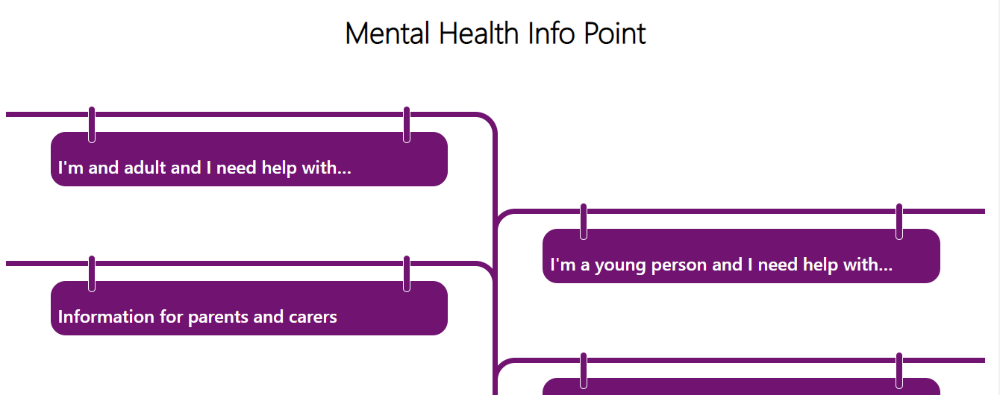 Mental Health Info Point
I'm and adult and I need help with...
I'm a young person and I need help with...
Information for parents and carers